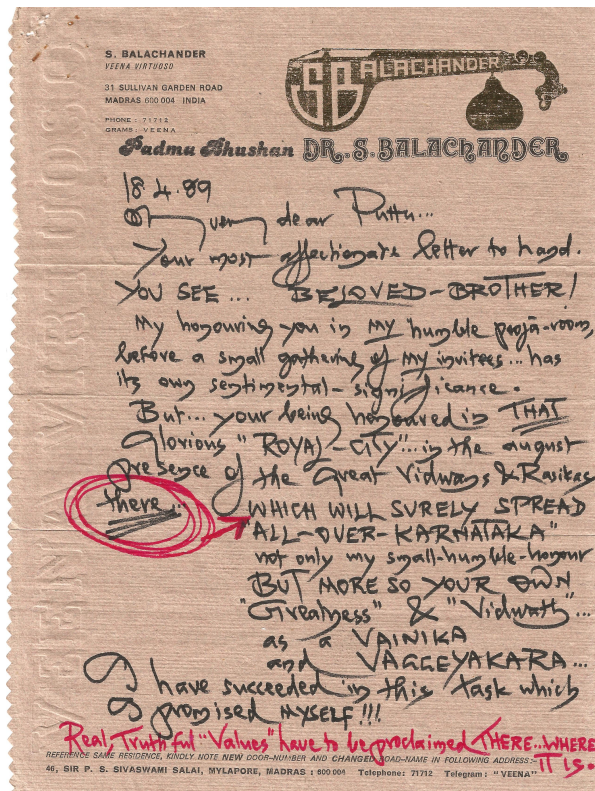 S. BALACHANDER
VEENA VIRTUOSO
31 SULLIVAN GARDEN ROAD
MADRAS 600 004 INDIA
PHONE : 71712
GRAMS : VEENA
SB
BALACHANDER
Padma Bhushan DR. S. BALACHANDER
VEENA VIRTUOSO
18.4.89
My very dear Puttu...
Your most affectionate letter to hand.
YOU SEE... BELOVED-BROTHER!
My honouring you in my humble pooja-room,
before a small gathering of my invitees... has
its own sentimental-significance.
But... your being honoured in THAT
Glorious "ROYAL-CITY"... in the august
presence of the Great Vidwans & Rasikas
there. WHICH WILL SURELY SPREAD
"ALL-OVER-KARNATAKA"
not only my small-humble-honour
BUT MORE SO YOUR OWN
"Greatness" & "Vidwath"...
as a VAINIKA
and VAGGEYAKARA...
I have succeeded in this task which
I promised MYSELF!!!
Real, Truthful "Values" have to be proclaimed THERE.. WHERE
IT IS.
REFERENCE SAME RESIDENCE, KINDLY NOTE NEW DOOR-NUMBER AND CHANGED ROAD-NAME IN FOLLOWING ADDRESS:-
46, SIR P. S. SIVASWAMI SALAI, MYLAPORE, MADRAS : 600 004 Telephone: 71712 Telegram : "VEENA"